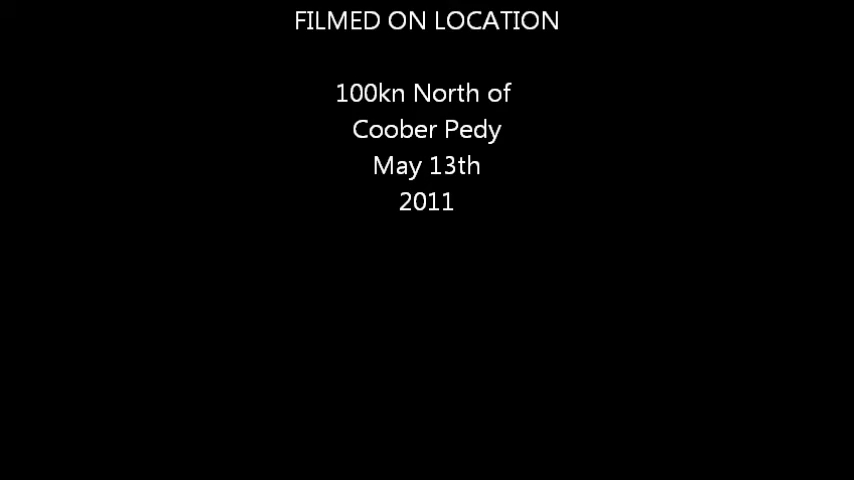 FILMED ON LOCATION
100kn North of
Coober Pedy
May 13th
2011